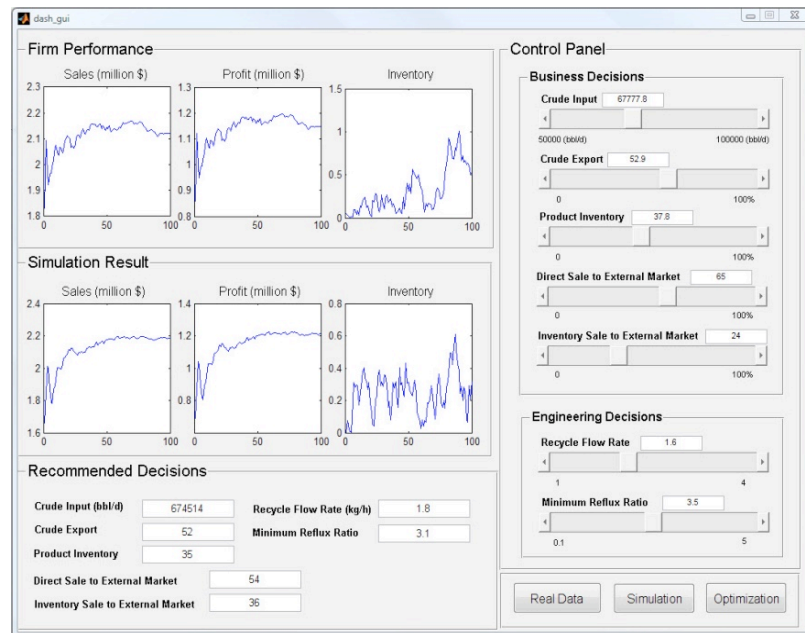 dash_gui
Firm Performance
Sales (million $) Profit (million $) Inventory
2.3 2.2 2.1 2 1.9 1.8
0 50 100
1.3 1.2 1.1 1 0.9 0.8
0 50 100
1.5 1 0.5 0
0 50 100
Simulation Result
Sales (million $) Profit (million $) Inventory
2.4 2.2 2 1.8 1.6
0 50 100
1.4 1.2 1 0.8 0.6
0 50 100
0.8 0.6 0.4 0.2 0
0 50 100
Recommended Decisions
Crude Input (bbl/d) 674514 Recycle Flow Rate (kg/h) 1.8
Crude Export 52 Minimum Reflux Ratio 3.1
Product Inventory 35
Direct Sale to External Market 54
Inventory Sale to External Market 36
Control Panel
Business Decisions
Crude Input 67777.8
50000 (bbl/d) 100000 (bbl/d)
Crude Export 52.9
0 100%
Product Inventory 37.8
0 100%
Direct Sale to External Market 65
0 100%
Inventory Sale to External Market 24
0 100%
Engineering Decisions
Recycle Flow Rate 1.6
1 4
Minimum Reflux Ratio 3.5
0.1 5
Real Data Simulation Optimization